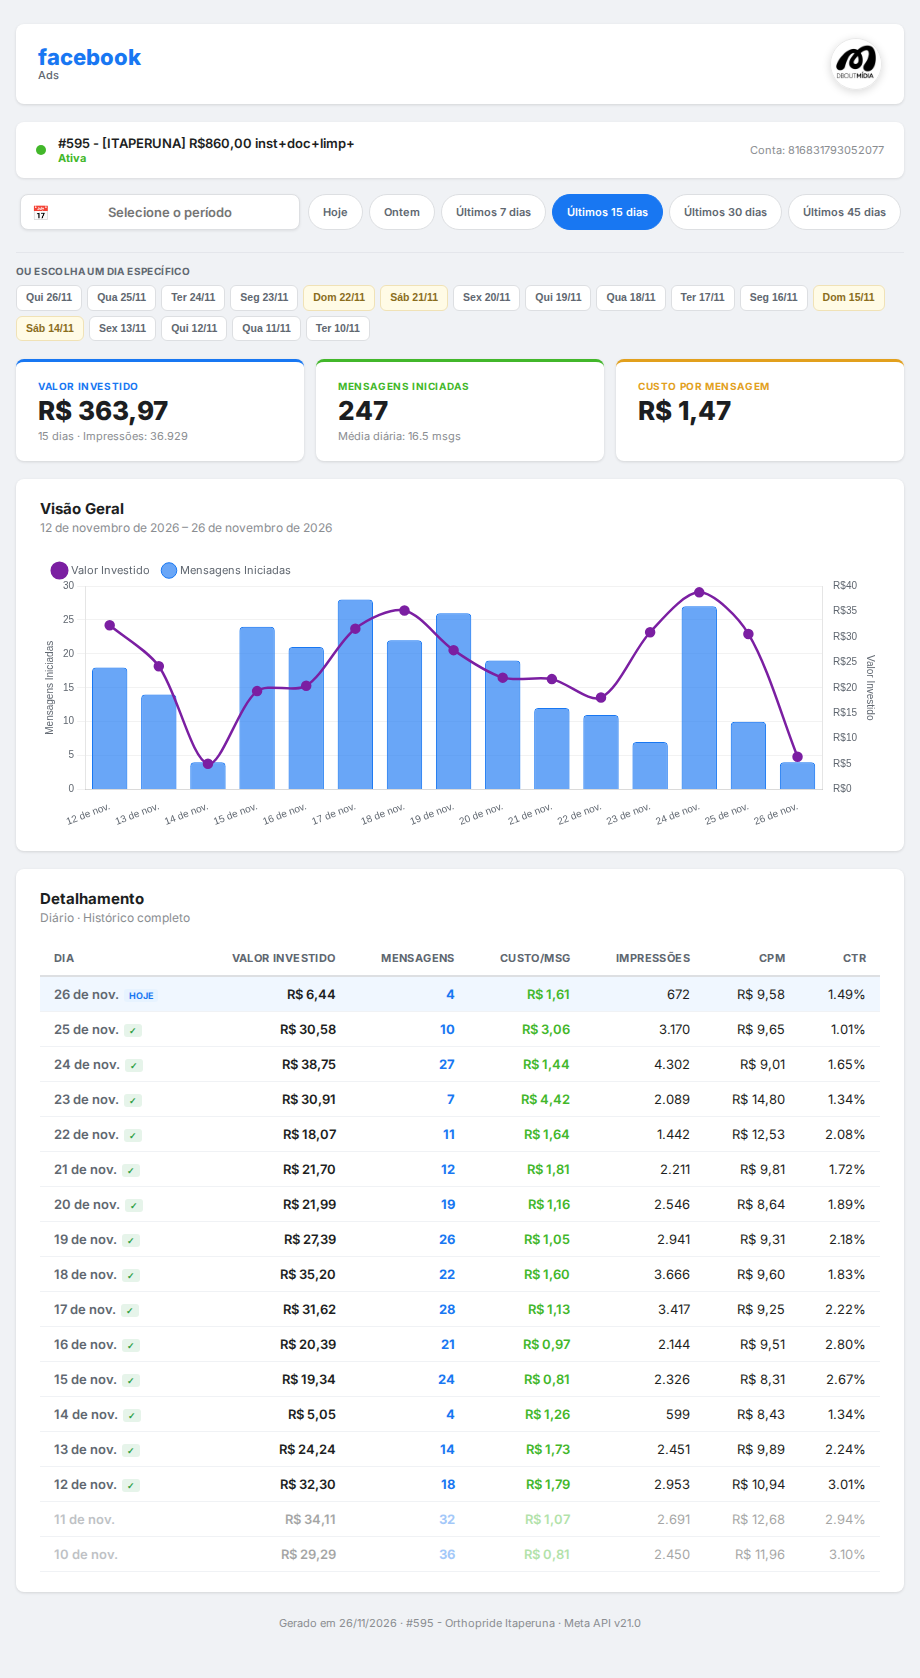 facebook
Ads
DBOUTMÍDIA
#595 - [ITAPERUNA] R$860,00 inst+doc+limp+
Ativa
Conta: 816831793052077
Selecione o período
Hoje
Ontem
Últimos 7 dias
Últimos 15 dias
Últimos 30 dias
Últimos 45 dias
OU ESCOLHA UM DIA ESPECÍFICO
Qui 26/11 Qua 25/11 Ter 24/11 Seg 23/11 Dom 22/11 Sáb 21/11 Sex 20/11 Qui 19/11 Qua 18/11 Ter 17/11 Seg 16/11 Dom 15/11
Sáb 14/11 Sex 13/11 Qui 12/11 Qua 11/11 Ter 10/11
VALOR INVESTIDO
R$ 363,97
15 dias · Impressões: 36.929
MENSAGENS INICIADAS
247
Média diária: 16.5 msgs
CUSTO POR MENSAGEM
R$ 1,47
Visão Geral
12 de novembro de 2026 – 26 de novembro de 2026
Valor Investido Mensagens Iniciadas
Mensagens Iniciadas
30
25
20
15
10
5
0
R$40
R$35
R$30
R$25
R$20
R$15
R$10
R$5
R$0
Valor Investido
12 de nov. 13 de nov. 14 de nov. 15 de nov. 16 de nov. 17 de nov. 18 de nov. 19 de nov. 20 de nov. 21 de nov. 22 de nov. 23 de nov. 24 de nov. 25 de nov. 26 de nov.
Detalhamento
Diário · Histórico completo
DIA VALOR INVESTIDO MENSAGENS CUSTO/MSG IMPRESSÕES CPM CTR
26 de nov. HOJE R$ 6,44 4 R$ 1,61 672 R$ 9,58 1.49%
25 de nov. ✓ R$ 30,58 10 R$ 3,06 3.170 R$ 9,65 1.01%
24 de nov. ✓ R$ 38,75 27 R$ 1,44 4.302 R$ 9,01 1.65%
23 de nov. ✓ R$ 30,91 7 R$ 4,42 2.089 R$ 14,80 1.34%
22 de nov. ✓ R$ 18,07 11 R$ 1,64 1.442 R$ 12,53 2.08%
21 de nov. ✓ R$ 21,70 12 R$ 1,81 2.211 R$ 9,81 1.72%
20 de nov. ✓ R$ 21,99 19 R$ 1,16 2.546 R$ 8,64 1.89%
19 de nov. ✓ R$ 27,39 26 R$ 1,05 2.941 R$ 9,31 2.18%
18 de nov. ✓ R$ 35,20 22 R$ 1,60 3.666 R$ 9,60 1.83%
17 de nov. ✓ R$ 31,62 28 R$ 1,13 3.417 R$ 9,25 2.22%
16 de nov. ✓ R$ 20,39 21 R$ 0,97 2.144 R$ 9,51 2.80%
15 de nov. ✓ R$ 19,34 24 R$ 0,81 2.326 R$ 8,31 2.67%
14 de nov. ✓ R$ 5,05 4 R$ 1,26 599 R$ 8,43 1.34%
13 de nov. ✓ R$ 24,24 14 R$ 1,73 2.451 R$ 9,89 2.24%
12 de nov. ✓ R$ 32,30 18 R$ 1,79 2.953 R$ 10,94 3.01%
11 de nov. R$ 34,11 32 R$ 1,07 2.691 R$ 12,68 2.94%
10 de nov. R$ 29,29 36 R$ 0,81 2.450 R$ 11,96 3.10%
Gerado em 26/11/2026 · #595 - Orthopride Itaperuna · Meta API v21.0